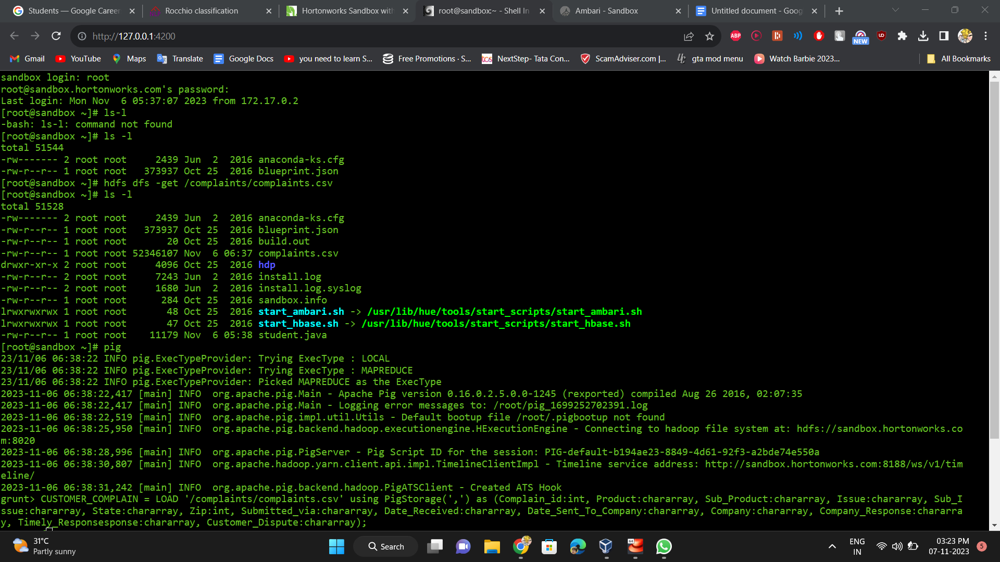 Students — Google Career
Rocchio classification
Hortonworks Sandbox with
root@sandbox:~ - Shell In
Ambari - Sandbox
Untitled document - Goog
http://127.0.0.1:4200
ABP
NEW
Gmail
YouTube
Maps
Translate
Google Docs
you need to learn S...
Free Promotions · S...
tcs
NextStep- Tata Con...
ScamAdviser.com |...
gta mod menu
Watch Barbie 2023...
All Bookmarks
sandbox login: root
root@sandbox.hortonworks.com's password:
Last login: Mon Nov  6 05:37:07 2023 from 172.17.0.2
[root@sandbox ~]# ls-l
-bash: ls-l: command not found
[root@sandbox ~]# ls -l
total 51544
-rw------- 2 root root     2439 Jun  2  2016 anaconda-ks.cfg
-rw-r--r-- 1 root root   373937 Oct 25  2016 blueprint.json
[root@sandbox ~]# hdfs dfs -get /complaints/complaints.csv
[root@sandbox ~]# ls -l
total 51528
-rw------- 2 root root     2439 Jun  2  2016 anaconda-ks.cfg
-rw-r--r-- 1 root root   373937 Oct 25  2016 blueprint.json
-rw-r--r-- 1 root root       20 Oct 25  2016 build.out
-rw-r--r-- 1 root root 52346107 Nov  6 06:37 complaints.csv
drwxr-xr-x 2 root root     4096 Oct 25  2016 hdp
-rw-r--r-- 2 root root     7243 Jun  2  2016 install.log
-rw-r--r-- 2 root root     1680 Jun  2  2016 install.log.syslog
-rw-r--r-- 1 root root      284 Oct 25  2016 sandbox.info
lrwxrwxrwx 1 root root       48 Oct 25  2016 start_ambari.sh -> /usr/lib/hue/tools/start_scripts/start_ambari.sh
lrwxrwxrwx 1 root root       47 Oct 25  2016 start_hbase.sh -> /usr/lib/hue/tools/start_scripts/start_hbase.sh
-rw-r--r-- 1 root root    11179 Nov  6 05:38 student.java
[root@sandbox ~]# pig
23/11/06 06:38:22 INFO pig.ExecTypeProvider: Trying ExecType : LOCAL
23/11/06 06:38:22 INFO pig.ExecTypeProvider: Trying ExecType : MAPREDUCE
23/11/06 06:38:22 INFO pig.ExecTypeProvider: Picked MAPREDUCE as the ExecType
2023-11-06 06:38:22,417 [main] INFO  org.apache.pig.Main - Apache Pig version 0.16.0.2.5.0.0-1245 (rexported) compiled Aug 26 2016, 02:07:35
2023-11-06 06:38:22,417 [main] INFO  org.apache.pig.Main - Logging error messages to: /root/pig_1699252702391.log
2023-11-06 06:38:22,519 [main] INFO  org.apache.pig.impl.util.Utils - Default bootup file /root/.pigbootup not found
2023-11-06 06:38:25,950 [main] INFO  org.apache.pig.backend.hadoop.executionengine.HExecutionEngine - Connecting to hadoop file system at: hdfs://sandbox.hortonworks.co
m:8020
2023-11-06 06:38:28,996 [main] INFO  org.apache.pig.PigServer - Pig Script ID for the session: PIG-default-b194ae23-8849-4d61-92f3-a2bde74e550a
2023-11-06 06:38:30,807 [main] INFO  org.apache.hadoop.yarn.client.api.impl.TimelineClientImpl - Timeline service address: http://sandbox.hortonworks.com:8188/ws/v1/tim
eline/
2023-11-06 06:38:31,242 [main] INFO  org.apache.pig.backend.hadoop.PigATSClient - Created ATS Hook
grunt> CUSTOMER_COMPLAIN = LOAD '/complaints/complaints.csv' using PigStorage(',') as (Complain_id:int, Product:chararray, Sub_Product:chararray, Issue:chararray, Sub_I
ssue:chararray, State:chararray, Zip:int, Submitted_via:chararray, Date_Received:chararray, Date_Sent_To_Company:chararray, Company:chararray, Company_Response:chararra
y, Timely_Responsesponse:chararray, Customer_Dispute:chararray);
31°C
Partly sunny
Search
64
ENG
IN
03:23 PM
07-11-2023
5